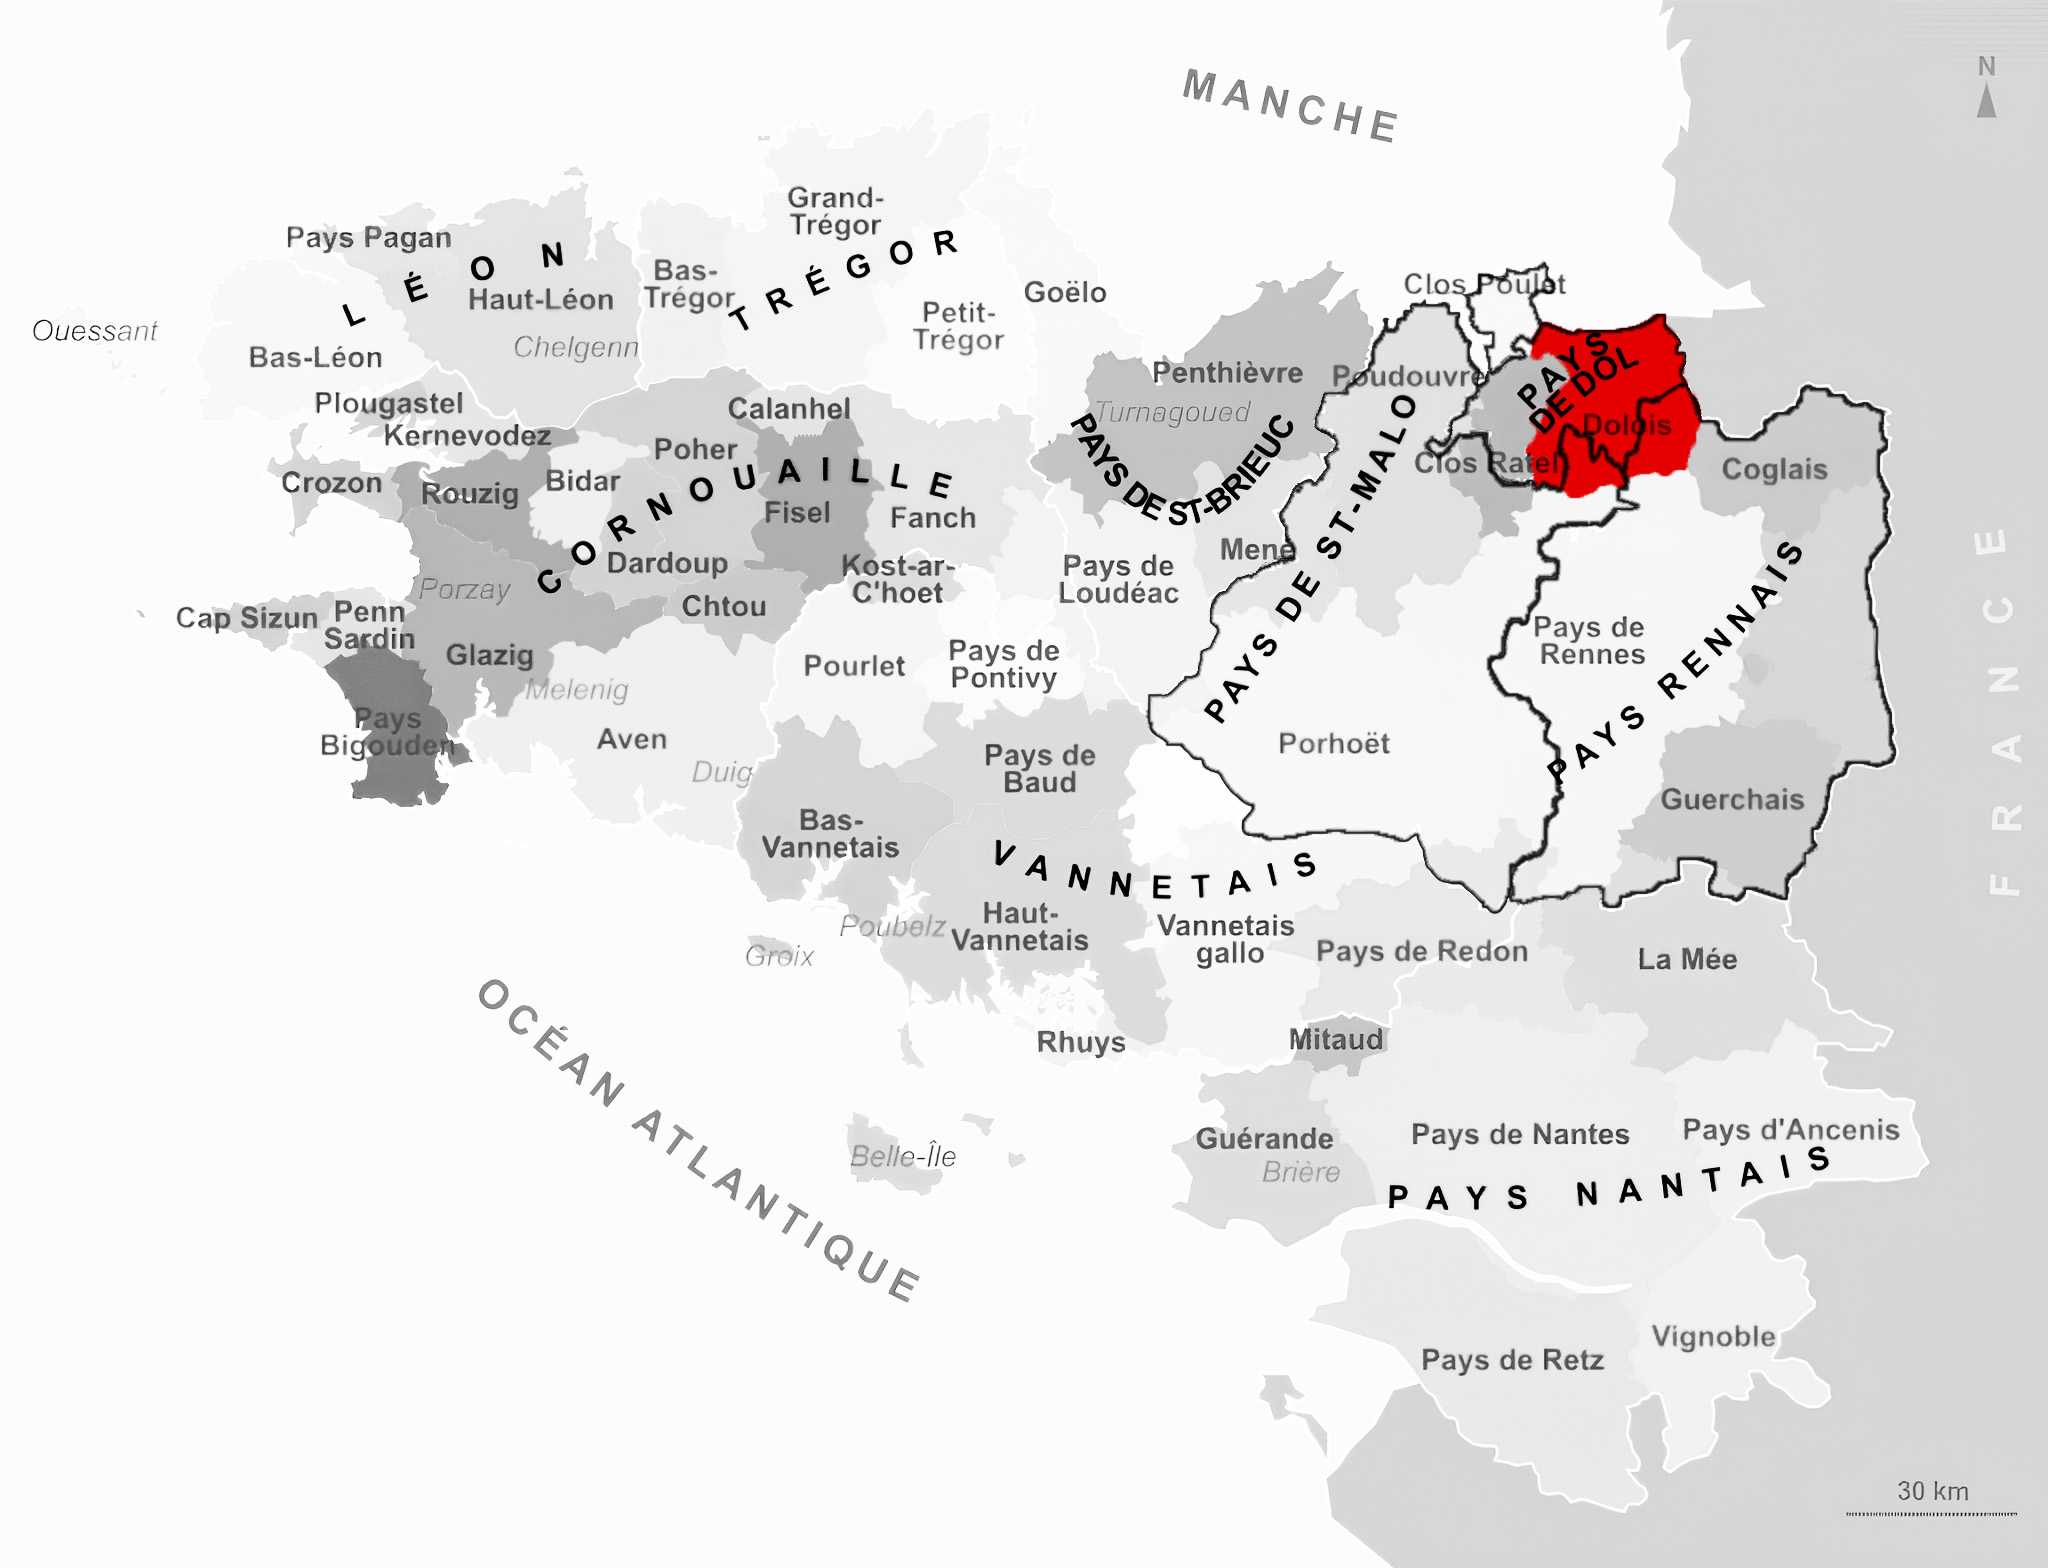 MANCHE
N
Grand-
Trégor
Pays Pagan
LÉON
TRÉGOR
Bas-
Trégor
Haut-Léon
Goëlo
Clos Poulet
Petit-
Trégor
Ouessant
Chelgenn
Bas-Léon
PAYS
DE DOL
Penthièvre
Poudouvre
Plougastel
Calanhel
Turnagoued
Dolois
Kernevodez
Poher
PAYS DE ST-BRIEUC
PAYS DE ST-MALO
Clos Ratel
Coglais
Crozon
Rouzig
Bidar
CORNOUAILLE
Fisel
Fanch
Dardoup
Kost-ar-
C'hoet
Pays de
Loudéac
Mené
Porzay
Cap Sizun
Penn
Sardin
Chtou
Pays de
Rennes
PAYS RENNAIS
FRANCE
Glazig
Pourlet
Pays de
Pontivy
Melenig
Pays
Bigouden
Aven
Porhoët
Duig
Pays de
Baud
Guerchais
Bas-
Vannetais
VANNETAIS
Haut-
Vannetais
Vannetais
gallo
Poubelz
Groix
Pays de Redon
La Mée
OCÉAN ATLANTIQUE
Rhuys
Mitaud
Belle-Île
Guérande
Brière
Pays de Nantes
Pays d'Ancenis
PAYS NANTAIS
Pays de Retz
Vignoble
30 km